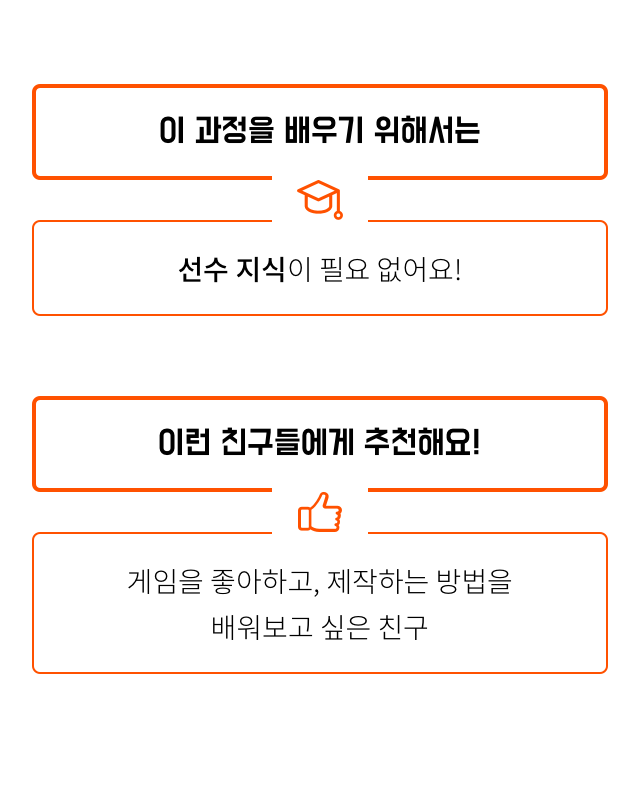 이 과정을 배우기 위해서는
선수 지식이 필요 없어요!
이런 친구들에게 추천해요!
게임을 좋아하고, 제작하는 방법을
배워보고 싶은 친구